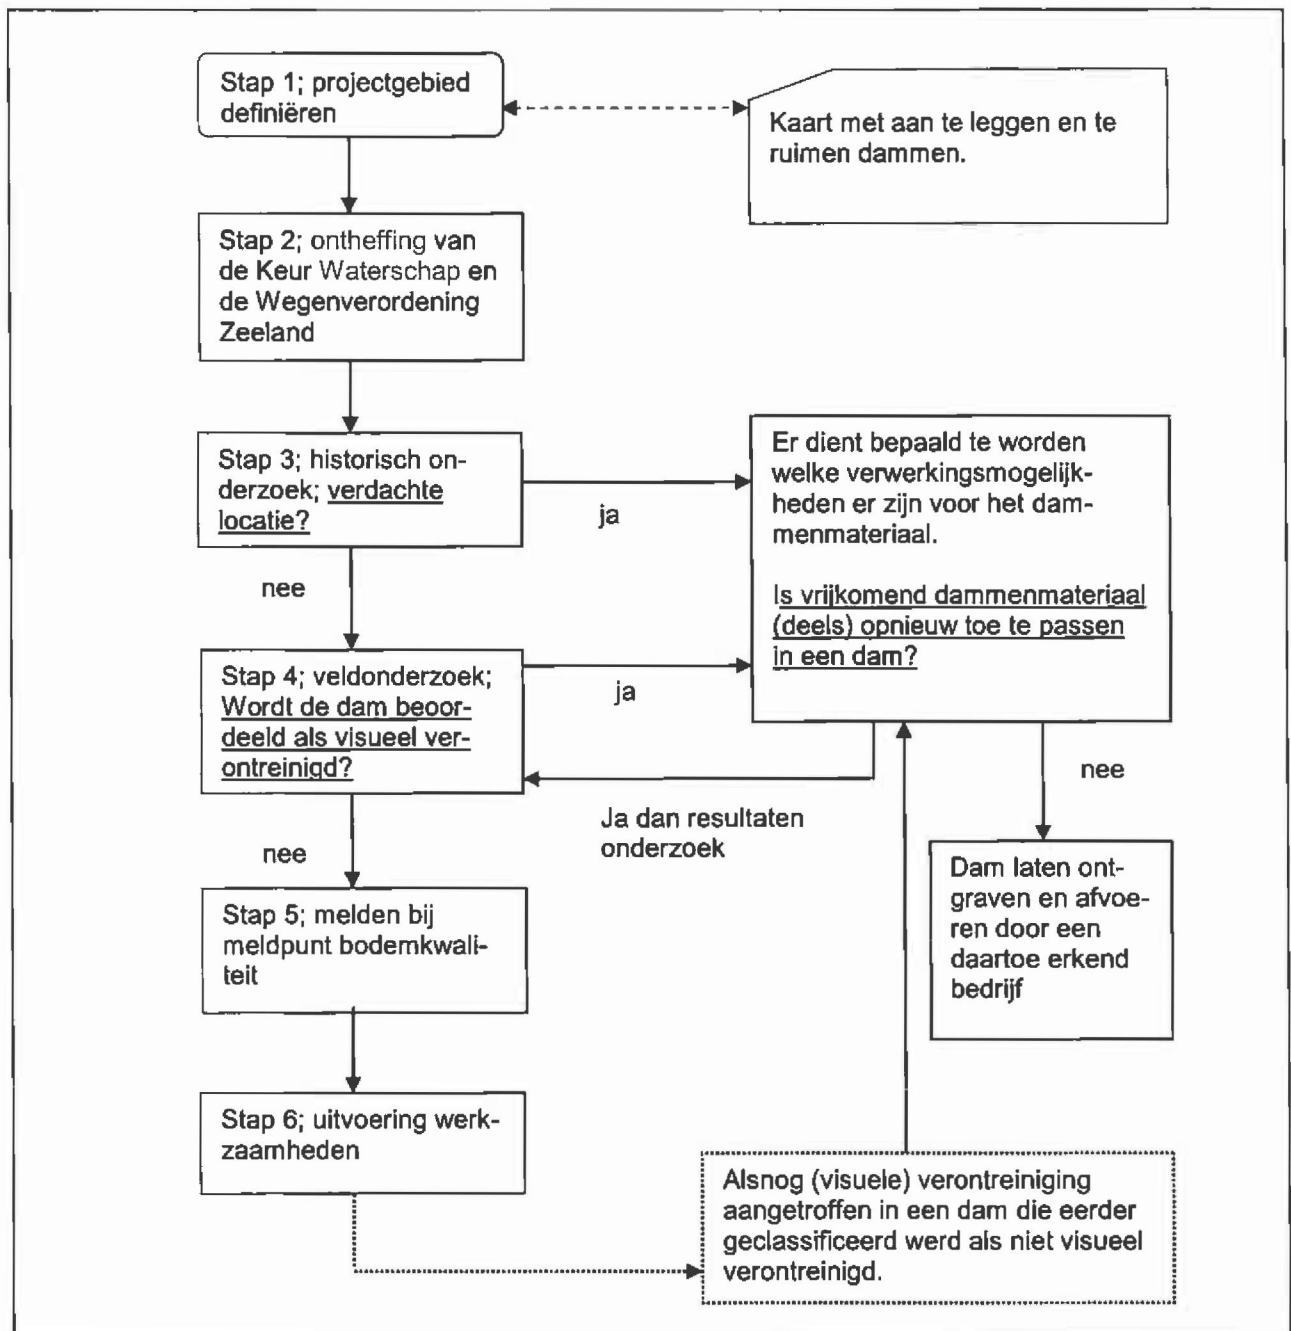 Stap 1; projectgebied
definiëren
Kaart met aan te leggen en te
ruimen dammen.
Stap 2; ontheffing van
de Keur Waterschap en
de Wegenverordening
Zeeland
Stap 3; historisch on-
derzoek; verdachte
locatie?
ja
nee
Er dient bepaald te worden
welke verwerkingsmogelijk-
heden er zijn voor het dam-
menmateriaal.
Is vrijkomend dammenmateriaal
(deels) opnieuw toe te passen
in een dam?
Stap 4; veldonderzoek;
Wordt de dam beoor-
deeld als visueel ver-
ontreinigd?
ja
nee
Ja dan resultaten
onderzoek
nee
Dam laten ont-
graven en afvoe-
ren door een
daartoe erkend
bedrijf
Stap 5; melden bij
meldpunt bodemkwali-
teit
Stap 6; uitvoering werk-
zaamheden
Alsnog (visuele) verontreiniging
aangetroffen in een dam die eerder
geclassificeerd werd als niet visueel
verontreinigd.